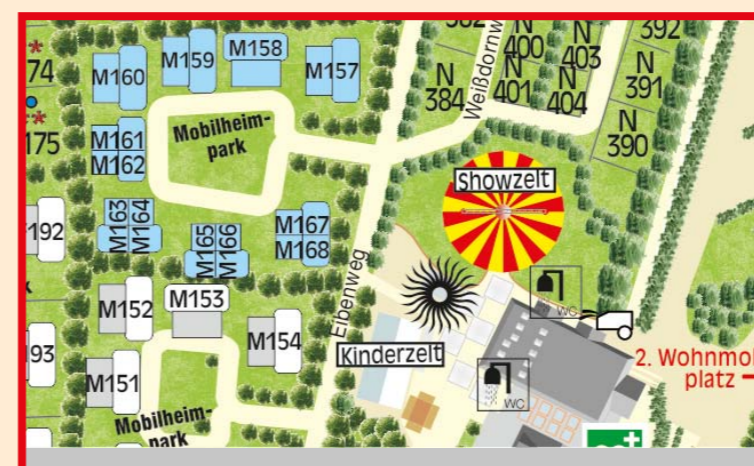 382
N
400
N
403
392
Weißdornw
N
384
N
401
N
404
N
391
N
390
74
175
M160
M159
M158
M157
M161
M162
Mobilheim-
park
M163
M164
M165
M166
M167
M168
192
Showzelt
Eibenweg
WC
M152
M153
M154
M151
93
Kinderzelt
WC
2. Wohnmo
platz
Mobilheim-
park